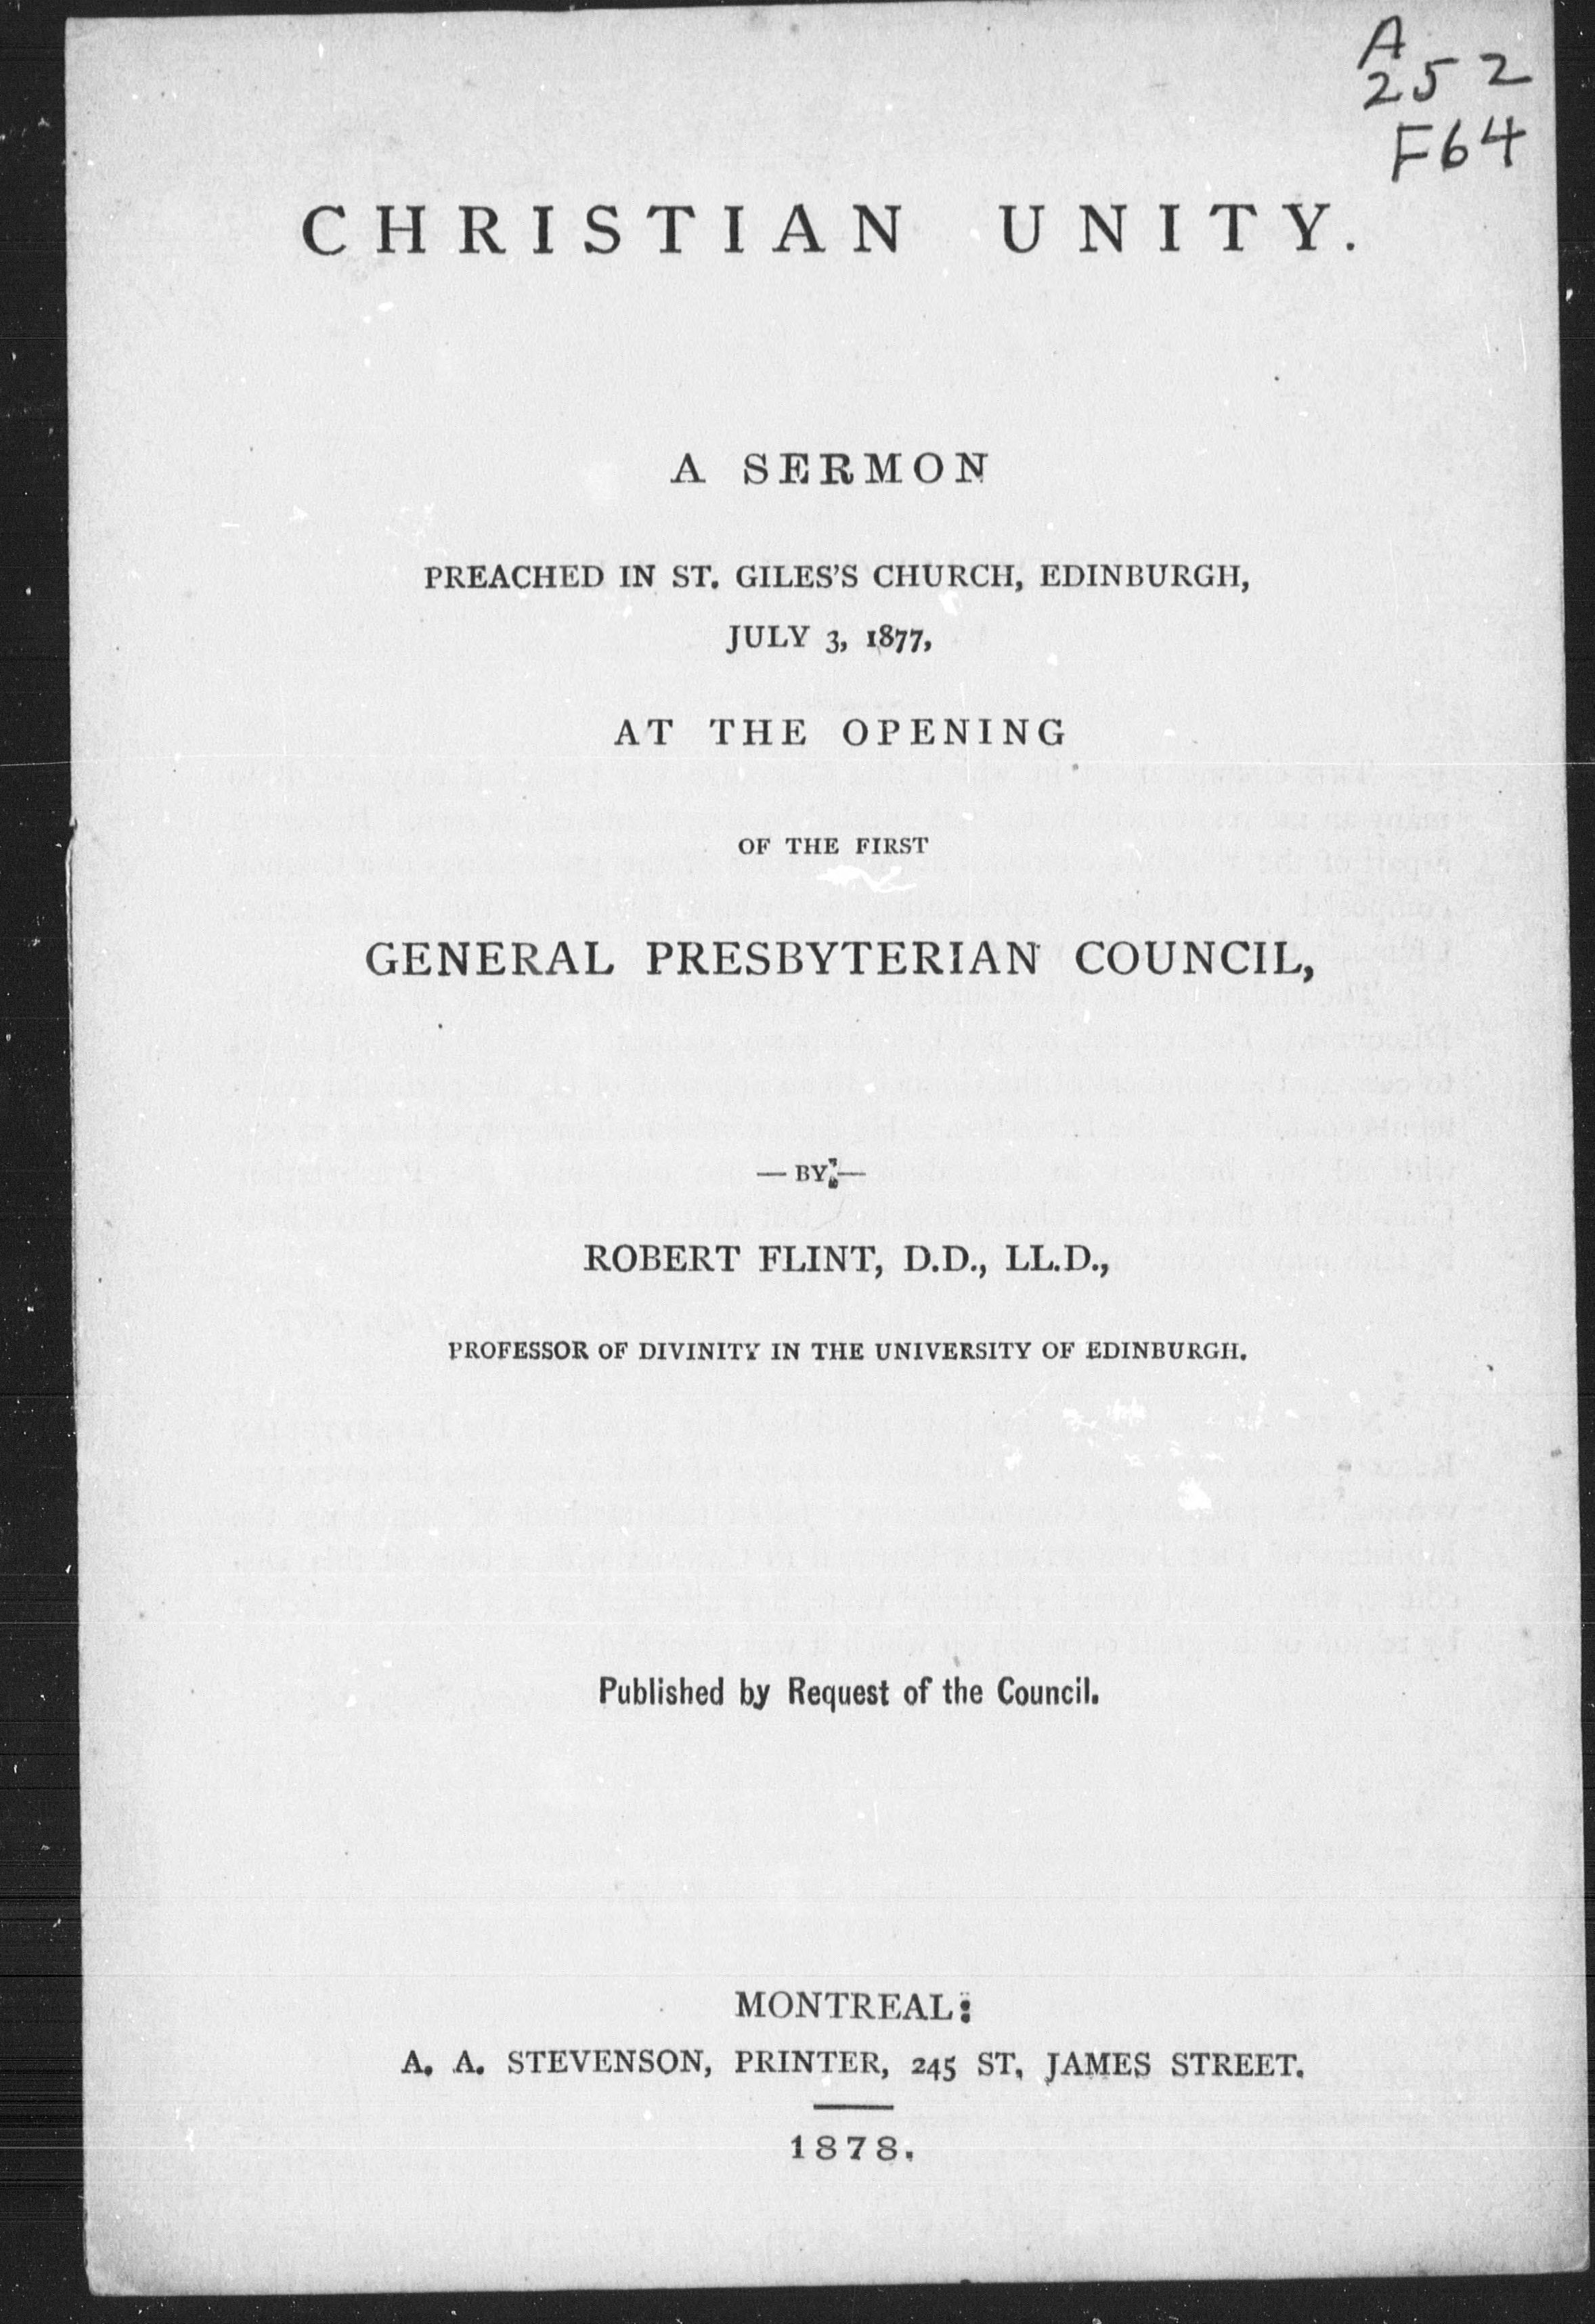 A
252
F64
CHRISTIAN UNITY.
A SERMON
PREACHED IN ST. GILES'S CHURCH, EDINBURGH,
JULY 3, 1877,
AT THE OPENING
OF THE FIRST
GENERAL PRESBYTERIAN COUNCIL,
—BY:—
ROBERT FLINT, D.D., LL.D.,
PROFESSOR OF DIVINITY IN THE UNIVERSITY OF EDINBURGH.
Published by Request of the Council.
MONTREAL:
A. A. STEVENSON, PRINTER, 245 ST, JAMES STREET.
1878.